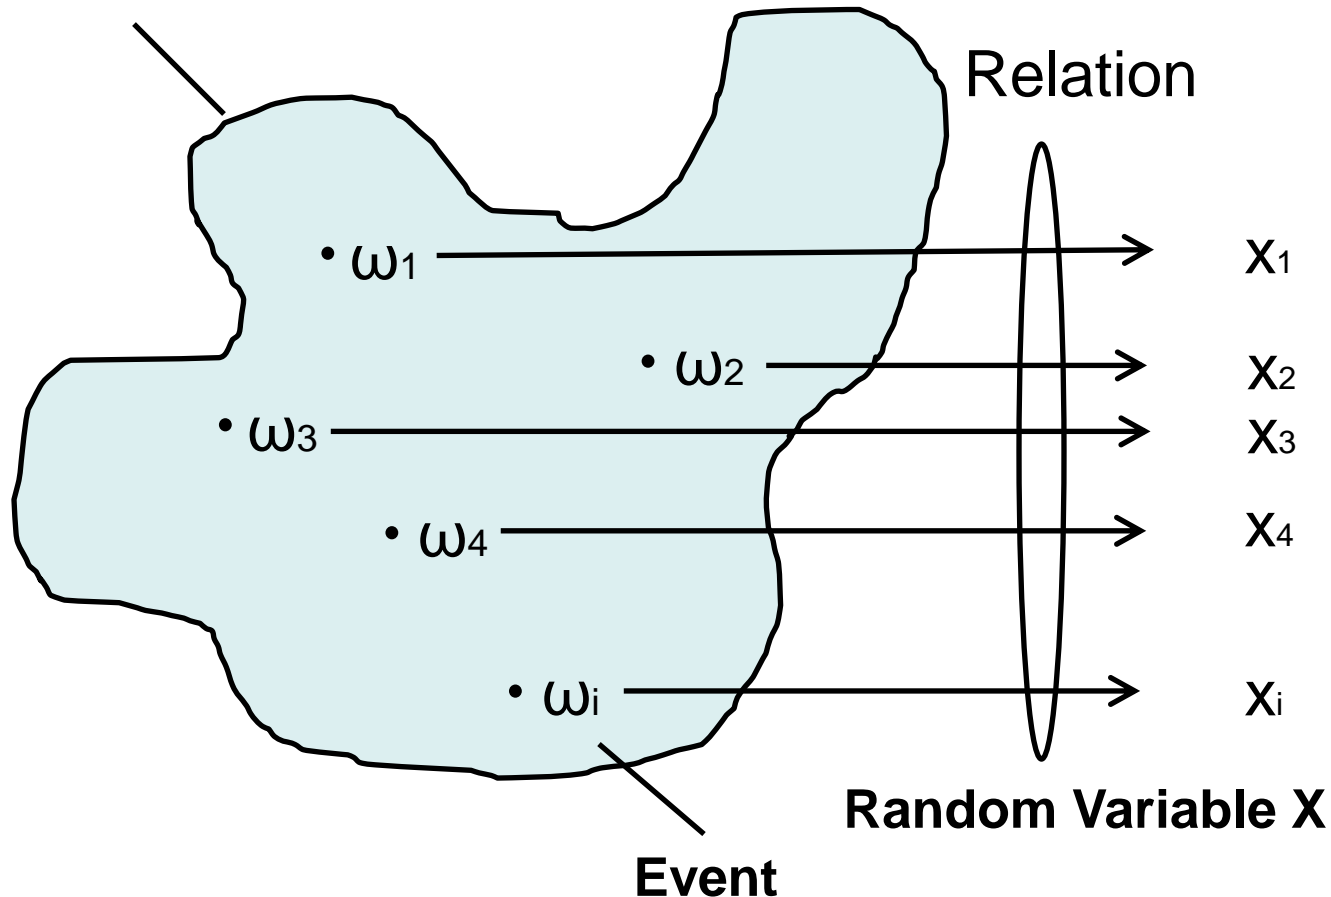 Relation
ω1 x1
ω2 x2
ω3 x3
ω4 x4
ωi xi
Random Variable X
Event